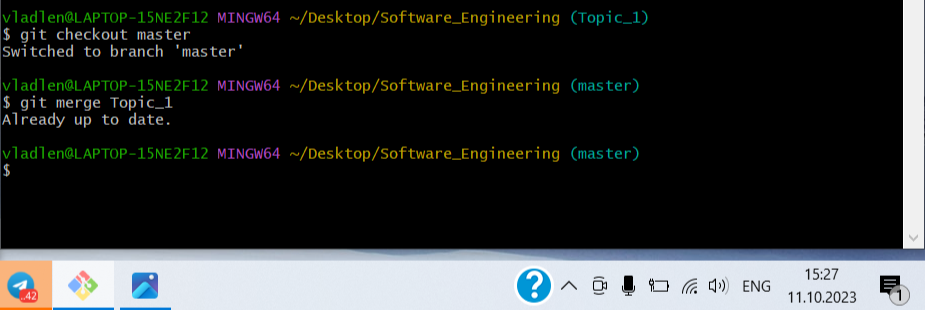 vladlen@LAPTOP-15NE2F12 MINGW64 ~/Desktop/Software_Engineering (Topic_1)
$ git checkout master
Switched to branch 'master'
vladlen@LAPTOP-15NE2F12 MINGW64 ~/Desktop/Software_Engineering (master)
$ git merge Topic_1
Already up to date.
vladlen@LAPTOP-15NE2F12 MINGW64 ~/Desktop/Software_Engineering (master)
$
..42
?
ENG
15:27
11.10.2023
1